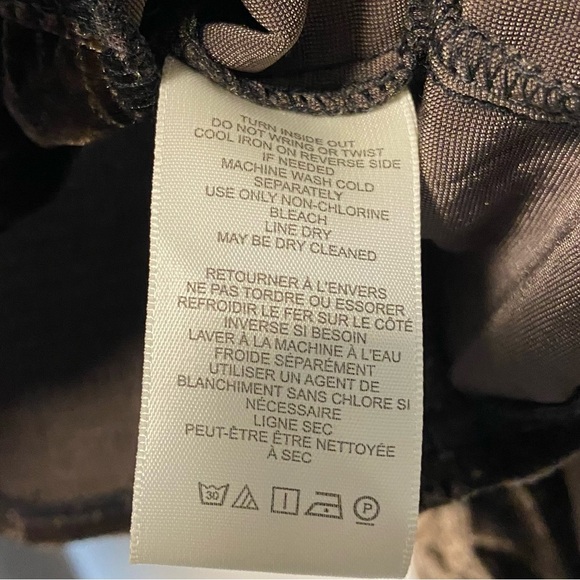 TURN INSIDE OUT
DO NOT WRING OR TWIST
COOL IRON ON REVERSE SIDE
IF NEEDED
MACHINE WASH COLD
SEPARATELY
USE ONLY NON-CHLORINE
BLEACH
LINE DRY
MAY BE DRY CLEANED
RETOURNER À L'ENVERS
NE PAS TORDRE OU ESSORER
REFROIDIR LE FER SUR LE CÔTÉ
INVERSE SI BESOIN
LAVER À LA MACHINE À L'EAU
FROIDE SÉPARÉMENT
UTILISER UN AGENT DE
BLANCHIMENT SANS CHLORE SI
NÉCESSAIRE
LIGNE SEC
PEUT-ÊTRE ÊTRE NETTOYÉE
À SEC
30 P